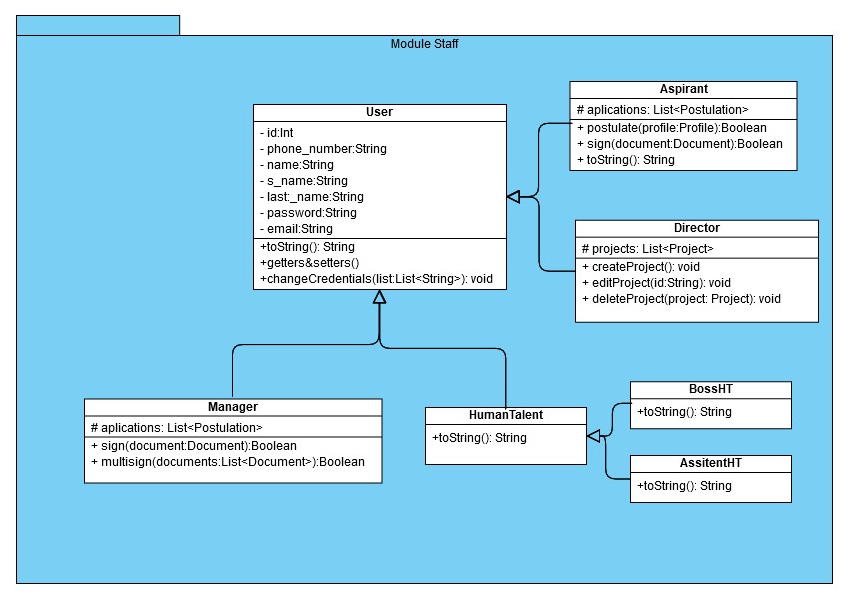 Module Staff
User
- id:Int
- phone_number:String
- name:String
- s_name:String
- last:_name:String
- password:String
- email:String
+toString(): String
+getters&setters()
+changeCredentials(list:List<String>): void
Aspirant
# aplications: List<Postulation>
+ postulate(profile:Profile):Boolean
+ sign(document:Document):Boolean
+ toString(): String
Director
# projects: List<Project>
+ createProject(): void
+ editProject(id:String): void
+ deleteProject(project: Project): void
Manager
# aplications: List<Postulation>
+ sign(document:Document):Boolean
+ multisign(documents:List<Document>):Boolean
HumanTalent
+toString(): String
BossHT
+toString(): String
AssitentHT
+toString(): String